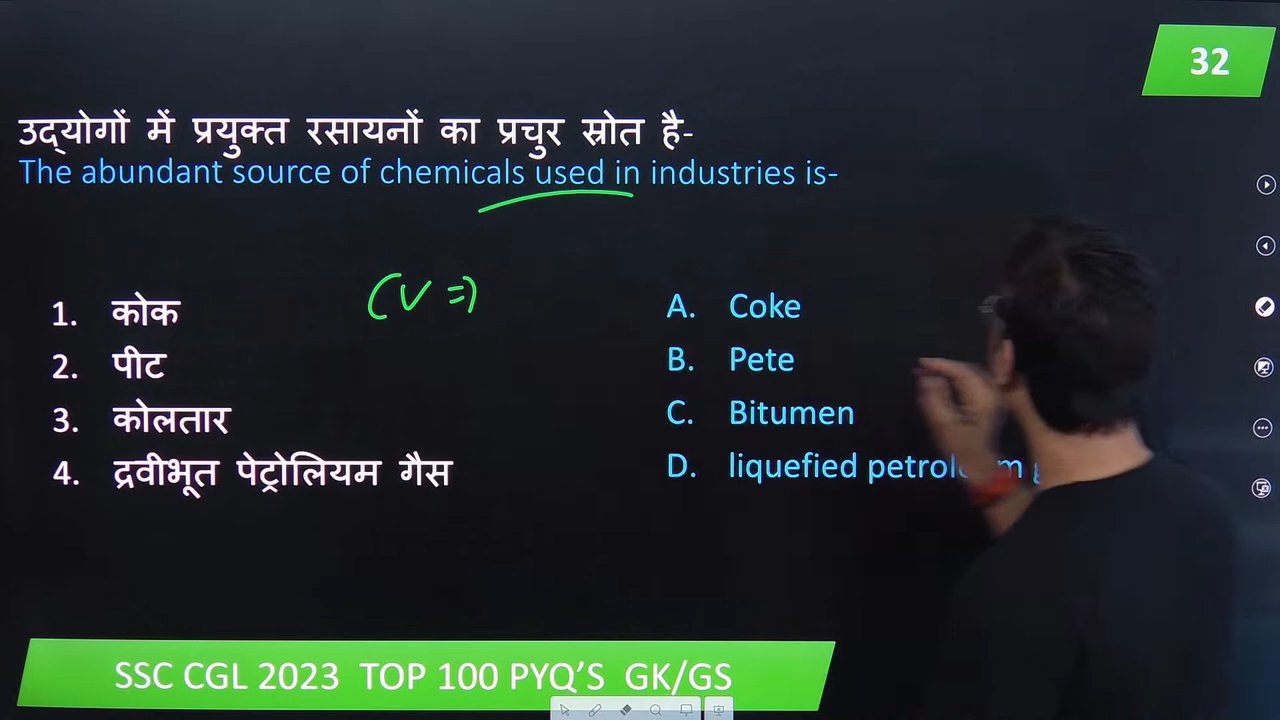 32
उद्योगों में प्रयुक्त रसायनों का प्रचुर स्रोत है-
The abundant source of chemicals used in industries is-
(v =)
1. कोक
2. पीट
3. कोलतार
4. द्रवीभूत पेट्रोलियम गैस
A. Coke
B. Pete
C. Bitumen
D. liquefied
SSC CGL 2023 TOP 100 PYQ’S GK/GS